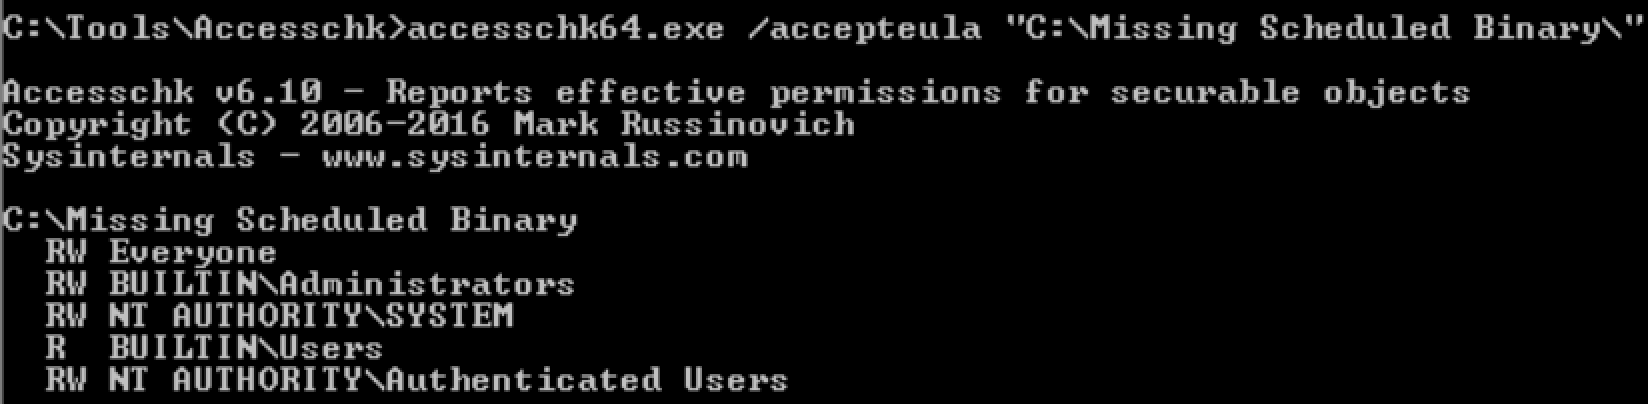 C:\Tools\Accesschk>accesschk64.exe /accepteula "C:\Missing Scheduled Binary\"
Accesschk v6.10 - Reports effective permissions for securable objects
Copyright (C) 2006-2016 Mark Russinovich
Sysinternals - www.sysinternals.com
C:\Missing Scheduled Binary
  RW Everyone
  RW BUILTIN\Administrators
  RW NT AUTHORITY\SYSTEM
  R  BUILTIN\Users
  RW NT AUTHORITY\Authenticated Users